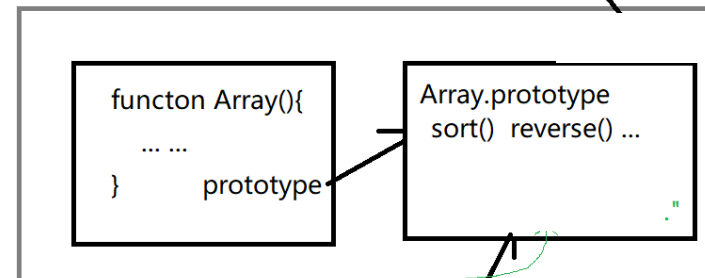 functon Array(){
... ...
} prototype
Array.prototype
sort() reverse() ...
."